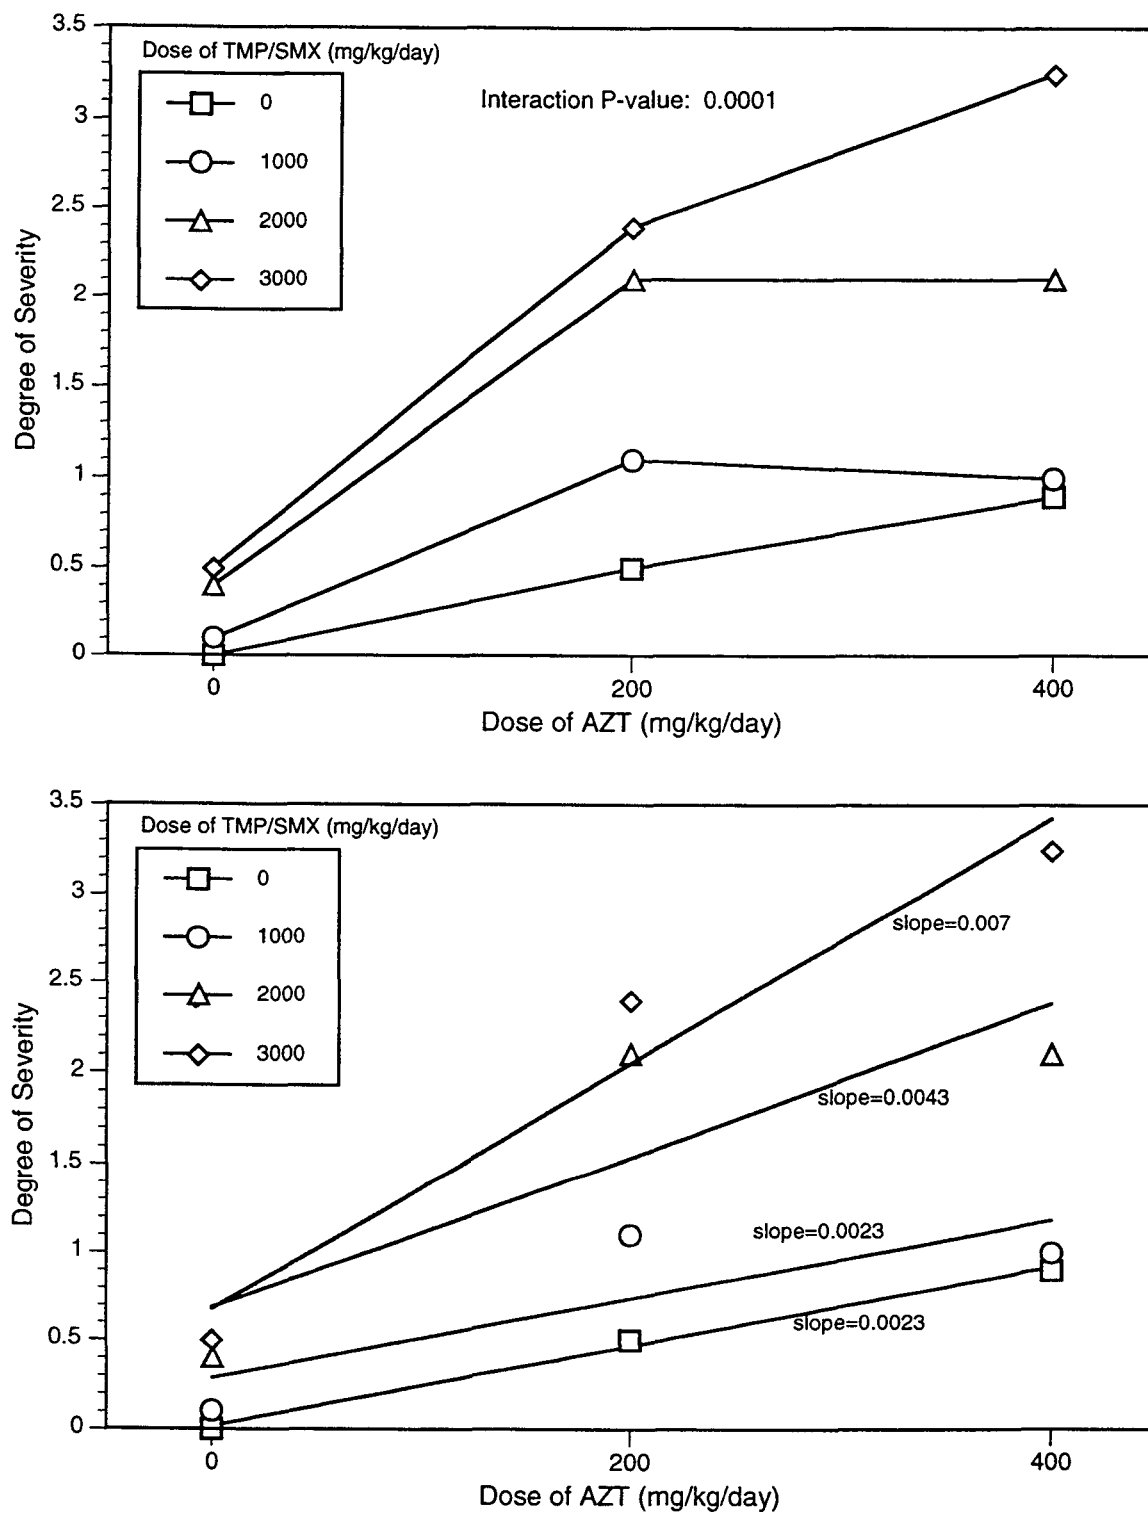 3.5
Dose of TMP/SMX (mg/kg/day)
0
Interaction P-value: 0.0001
3
1000
2.5
2000
3000
2
1.5
1
0.5
0
Degree of Severity
0
200
400
Dose of AZT (mg/kg/day)
3.5
Dose of TMP/SMX (mg/kg/day)
0
3
slope=0.007
1000
2.5
2000
3000
2
slope=0.0043
1.5
slope=0.0023
1
slope=0.0023
0.5
0
Degree of Severity
0
200
400
Dose of AZT (mg/kg/day)